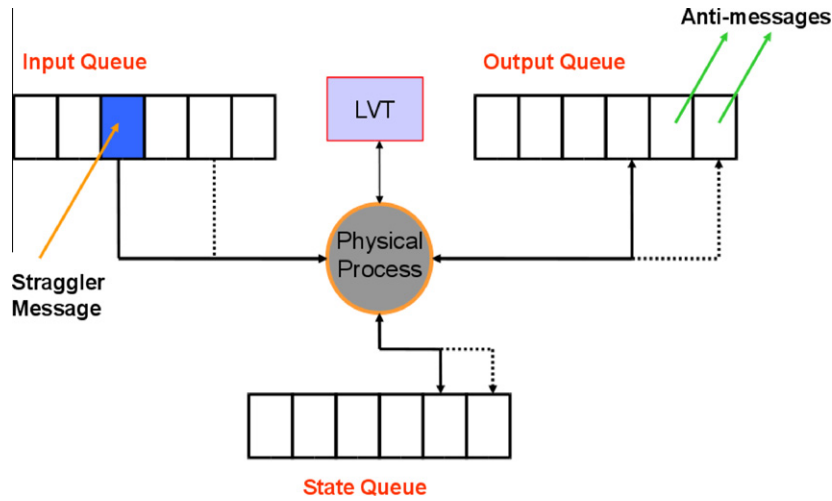 Anti-messages
Input Queue
Output Queue
LVT
Physical
Process
Straggler
Message
State Queue